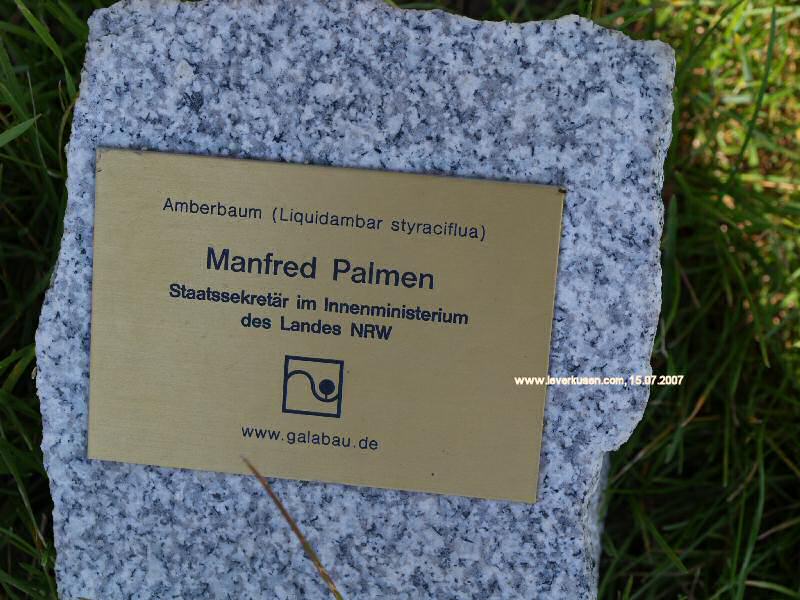 Amberbaum (Liquidambar styraciflua)
Manfred Palmen
Staatssekretär im Innenministerium
des Landes NRW
www.galabau.de
www.leverkusen.com, 15.07.2007